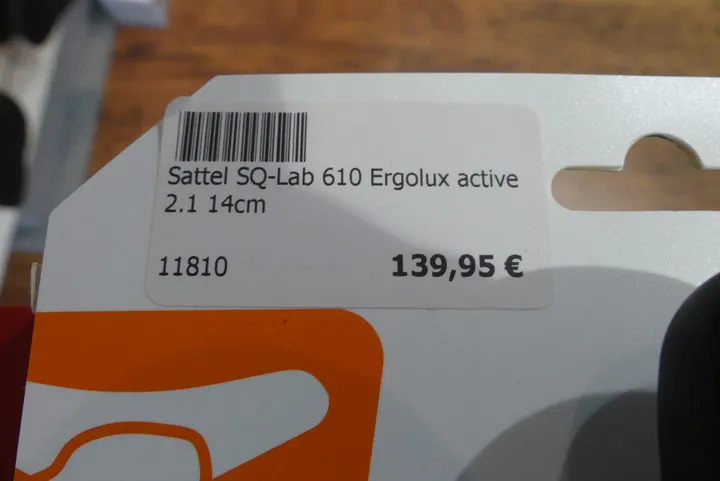 Sattel SQ-Lab 610 Ergolux active
2.1 14cm
11810 139,95 €